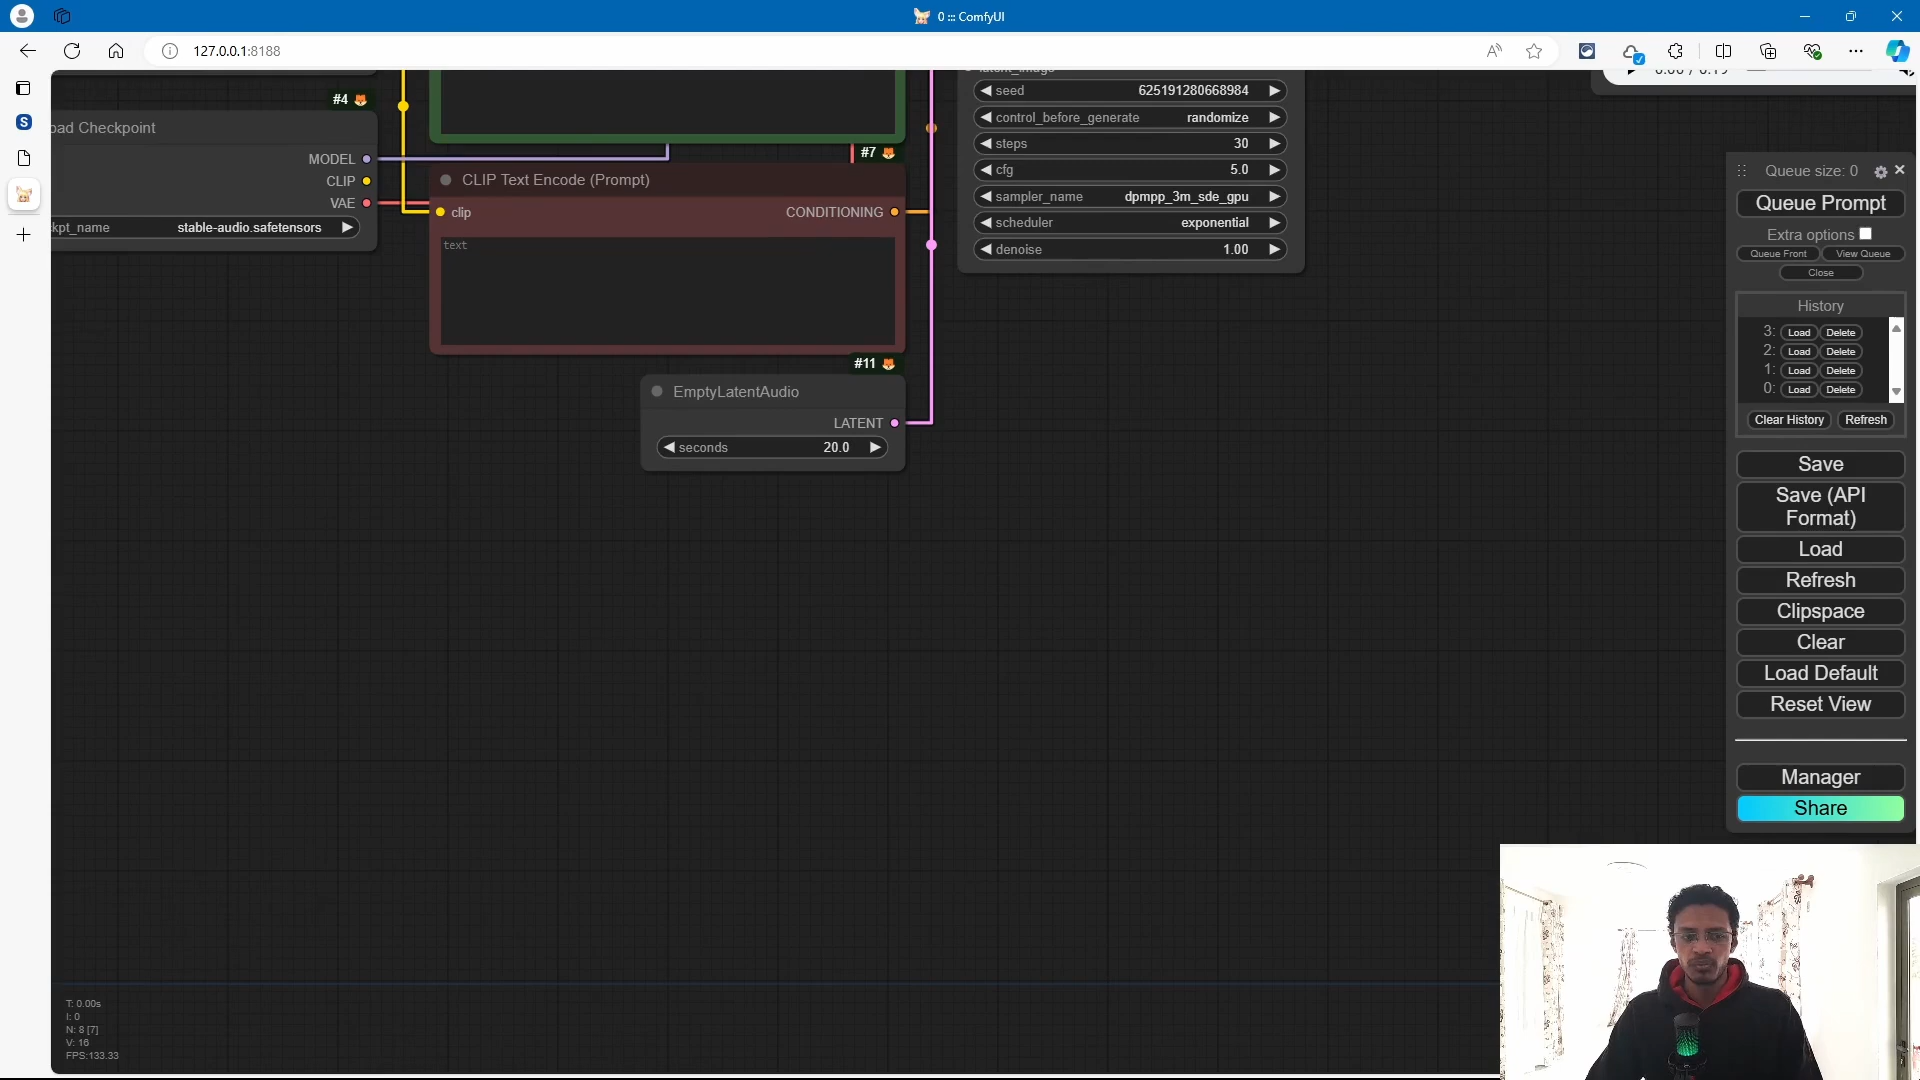 0 ::: ComfyUI
127.0.0.1:8188
#4
oad Checkpoint
MODEL
CLIP
VAE
kpt_name stable-audio.safetensors
#7
CLIP Text Encode (Prompt)
clip CONDITIONING
text
#11
EmptyLatentAudio
LATENT
seconds 20.0
latent_image
seed 625191280668984
control_before_generate randomize
steps 30
cfg 5.0
sampler_name dpmpp_3m_sde_gpu
scheduler exponential
denoise 1.00
0:00 / 0:19
Queue size: 0
Queue Prompt
Extra options
Queue Front View Queue
Close
History
3: Load Delete
2: Load Delete
1: Load Delete
0: Load Delete
Clear History Refresh
Save
Save (API
Format)
Load
Refresh
Clipspace
Clear
Load Default
Reset View
Manager
Share
T: 0.00s
I: 0
N: 8 [7]
V: 16
FPS:133.33